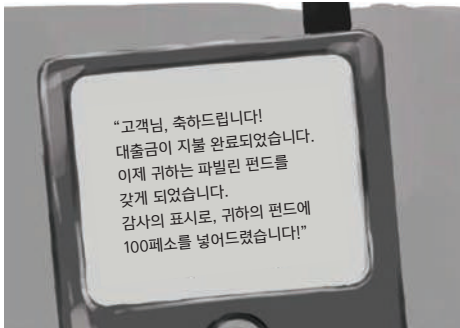 “고객님, 축하드립니다!
대출금이 지불 완료되었습니다.
이제 귀하는 파빌린 펀드를
갖게 되었습니다.
감사의 표시로, 귀하의 펀드에
100페소를 넣어드렸습니다!”